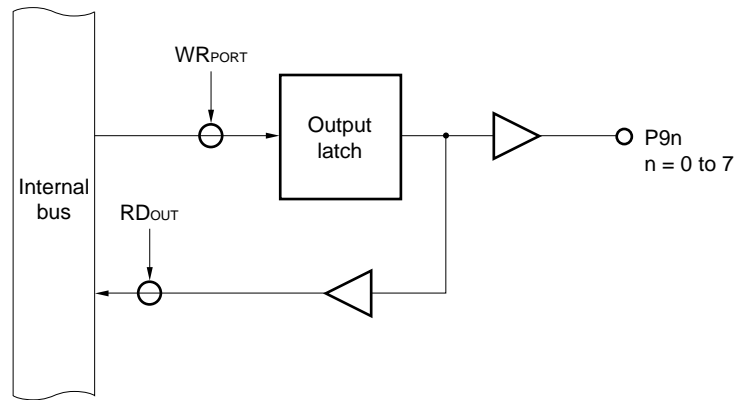 WRPORT
Output
latch
P9n
n = 0 to 7
Internal
bus
RDOUT